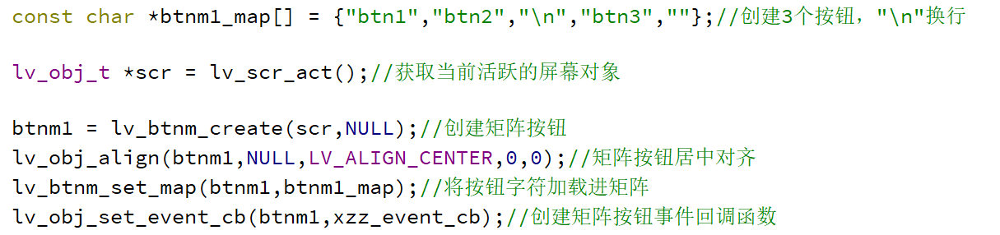 const char *btnm1_map[] = {"btn1","btn2","\n","btn3",""};//创建3个按钮，"\n"换行
lv_obj_t *scr = lv_scr_act();//获取当前活跃的屏幕对象
btnm1 = lv_btnm_create(scr,NULL);//创建矩阵按钮
lv_obj_align(btnm1,NULL,LV_ALIGN_CENTER,0,0);//矩阵按钮居中对齐
lv_btnm_set_map(btnm1,btnm1_map);//将按钮字符加载进矩阵
lv_obj_set_event_cb(btnm1,xzz_event_cb);//创建矩阵按钮事件回调函数